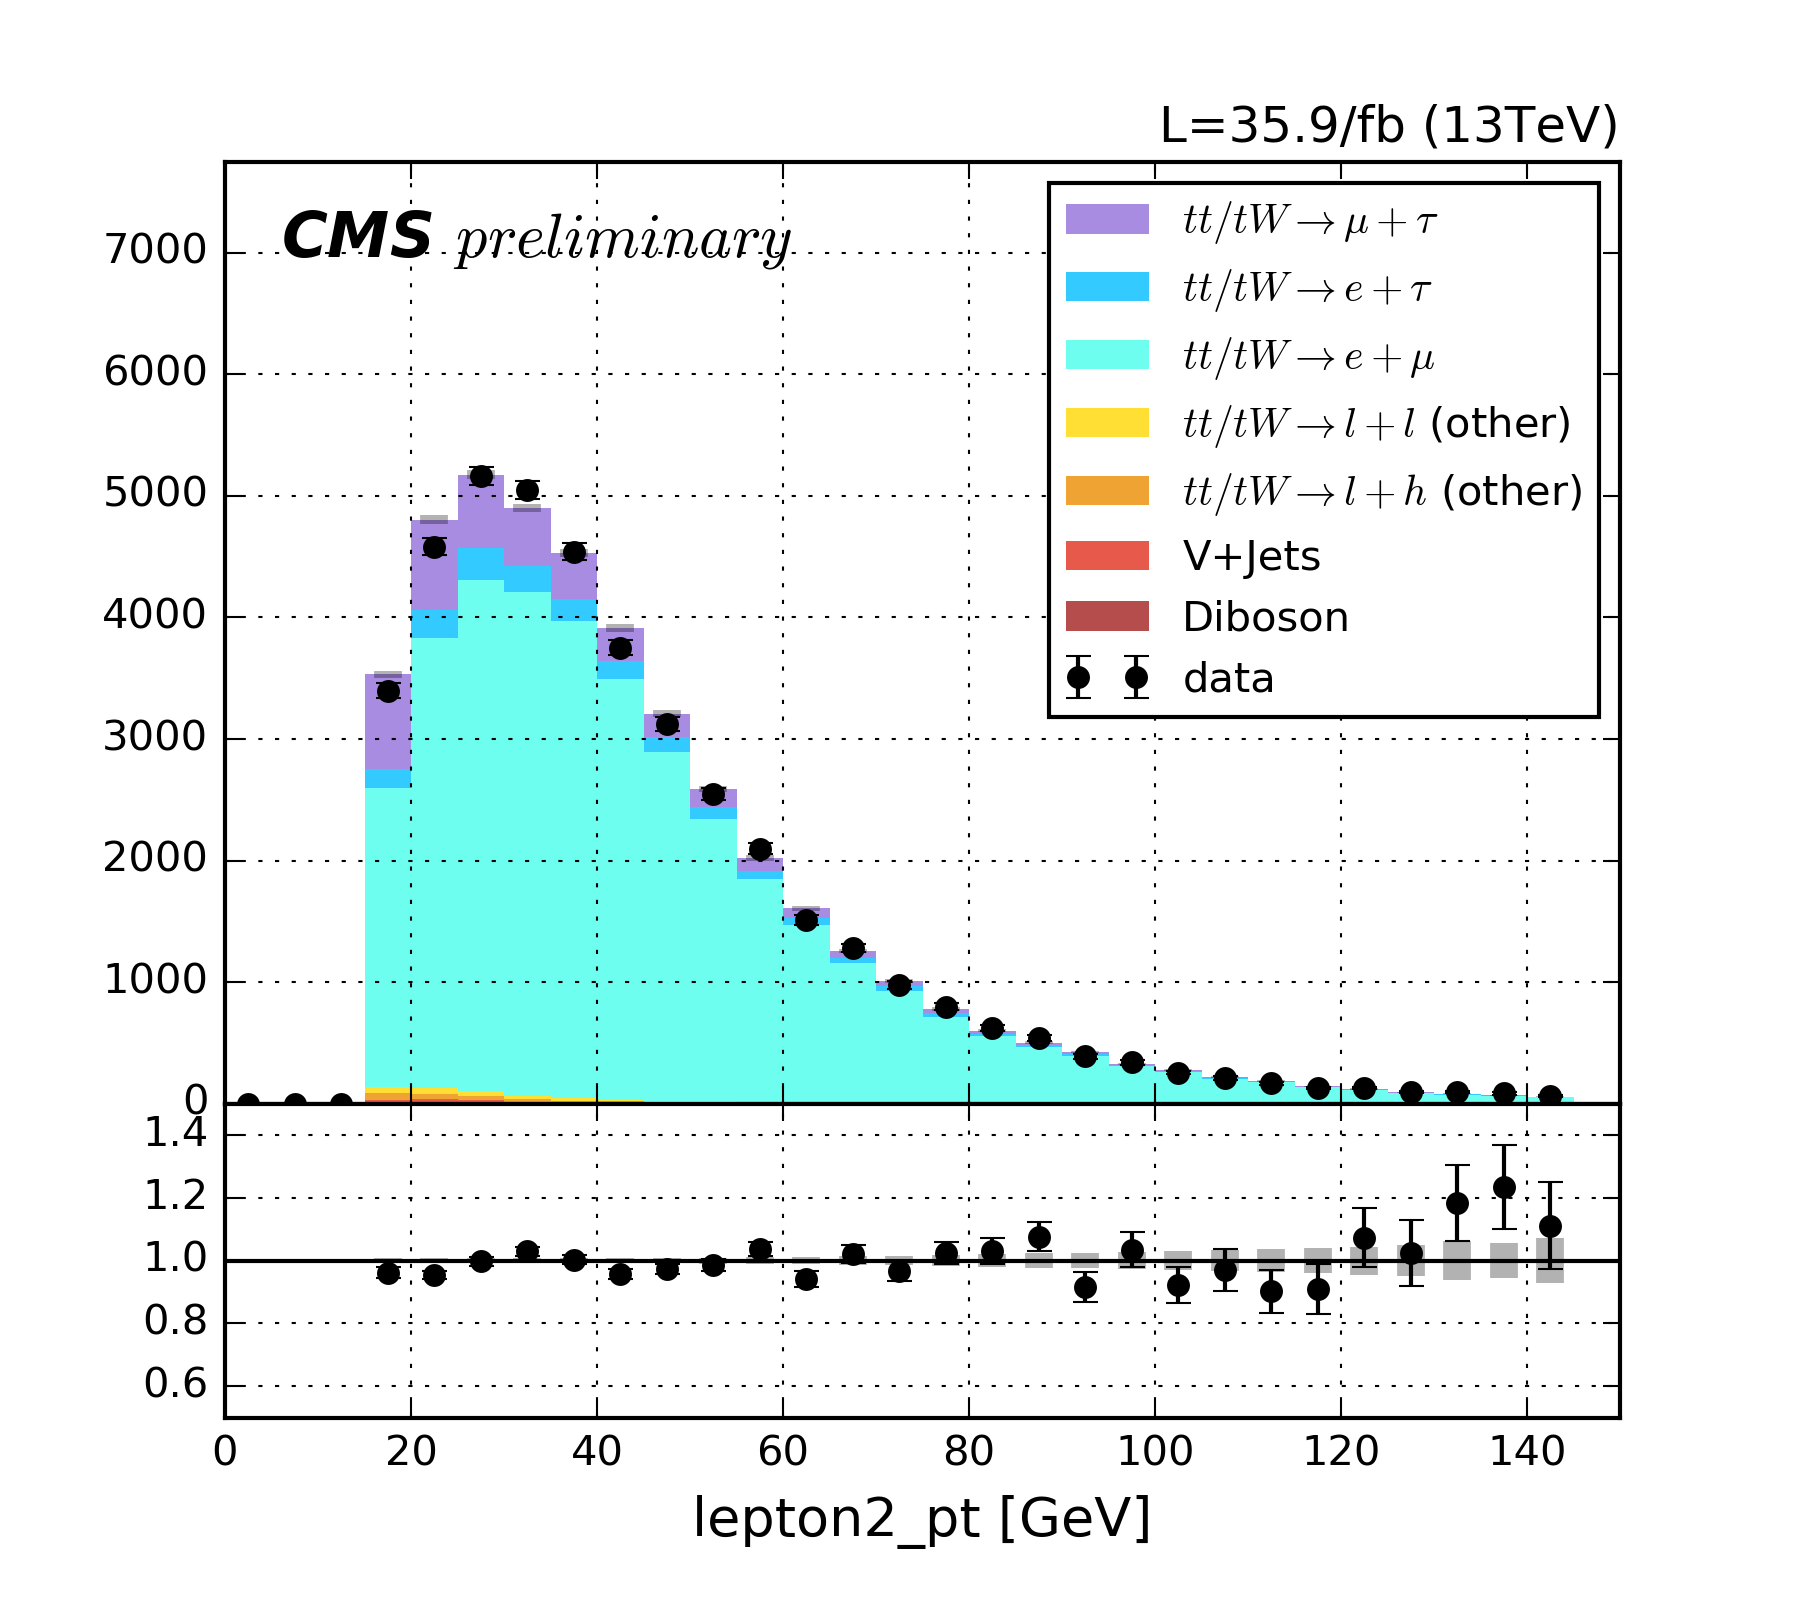 L=35.9/fb (13TeV)
CMS preliminary
7000
6000
5000
4000
3000
2000
1000
0
tt/tW→μ+τ
tt/tW→e+τ
tt/tW→e+μ
tt/tW→l+l (other)
tt/tW→l+h (other)
V+Jets
Diboson
data
1.4
1.2
1.0
0.8
0.6
0 20 40 60 80 100 120 140
lepton2_pt [GeV]